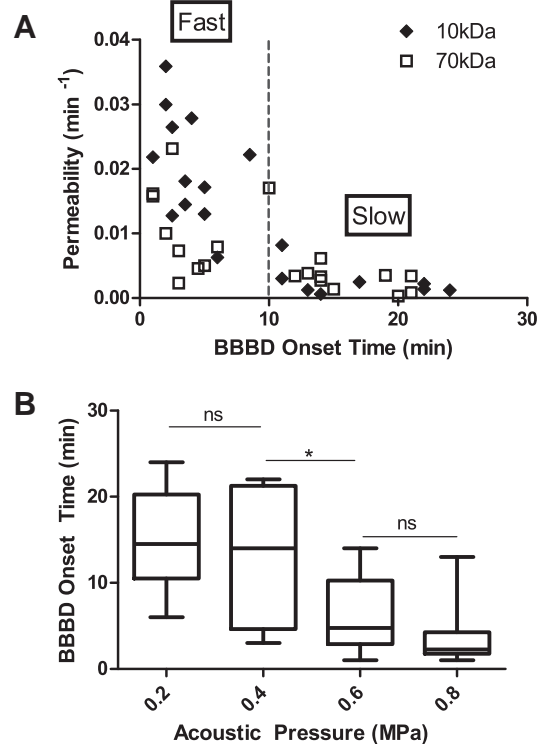 A
Fast
10kDa
70kDa
Slow
Permeability (min -1)
0.04
0.03
0.02
0.01
0.00
0 10 20 30
BBBD Onset Time (min)
B
ns
*
ns
BBBD Onset Time (min)
30
20
10
0
0.2 0.4 0.6 0.8
Acoustic Pressure (MPa)